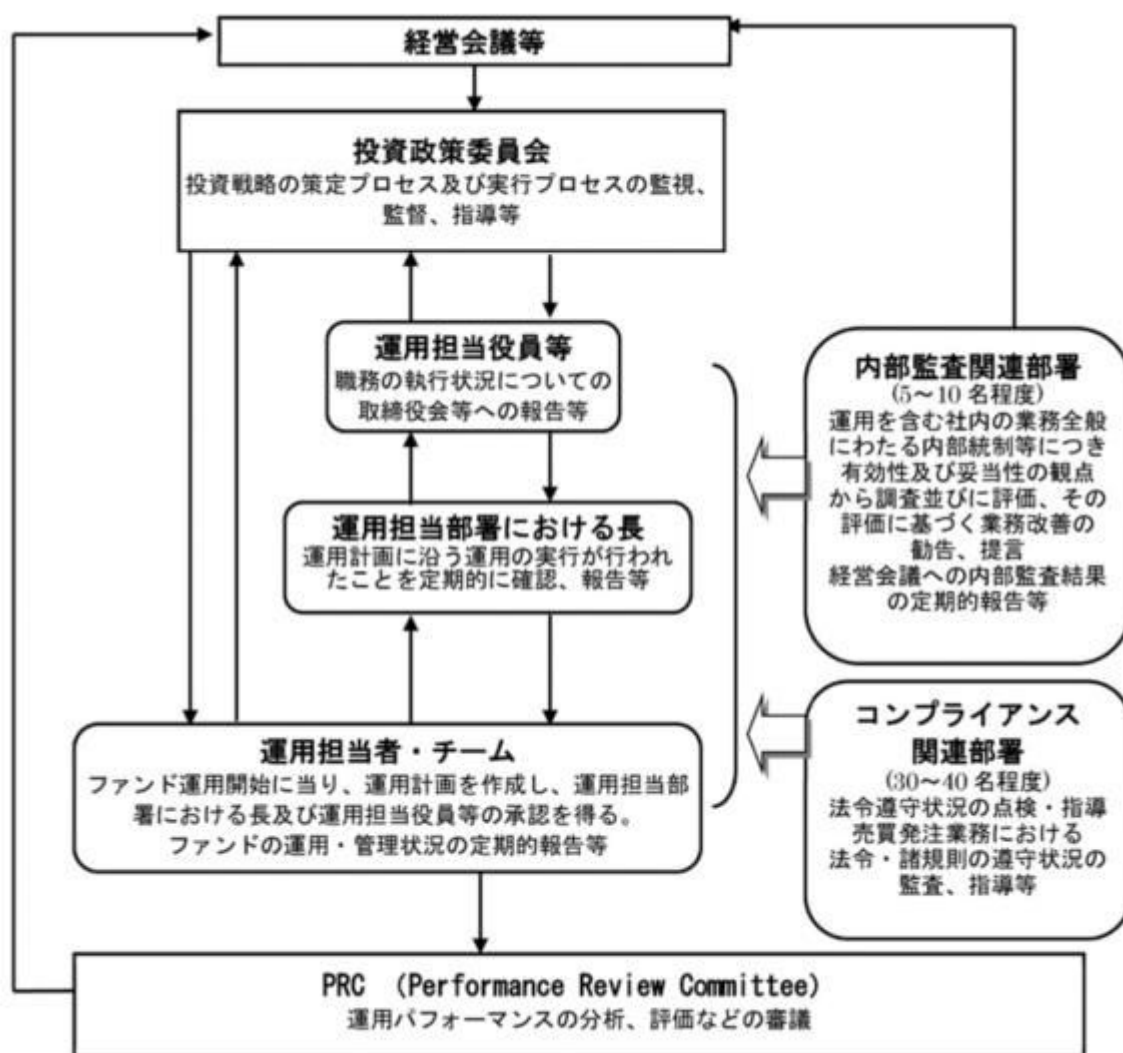 経営会議等
投資政策委員会
投資戦略の策定プロセス及び実行プロセスの監視、
監督、指導等
運用担当役員等
職務の執行状況についての
取締役会等への報告等
運用担当部署における長
運用計画に沿う運用の実行が行われ
たことを定期的に確認、報告等
運用担当者・チーム
ファンド運用開始に当り、運用計画を作成し、運用担当部
署における長及び運用担当役員等の承認を得る。
ファンドの運用・管理状況の定期的報告等
内部監査関連部署
(5～10 名程度)
運用を含む社内の業務全般
にわたる内部統制等につき
有効性及び妥当性の観点
から調査並びに評価、その
評価に基づく業務改善の
勧告、提言
経営会議への内部監査結果
の定期的報告等
コンプライアンス
関連部署
(30～40 名程度)
法令遵守状況の点検・指導
売買発注業務における
法令・諸規則の遵守状況の
監査、指導等
PRC （Performance Review Committee)
運用パフォーマンスの分析、評価などの審議